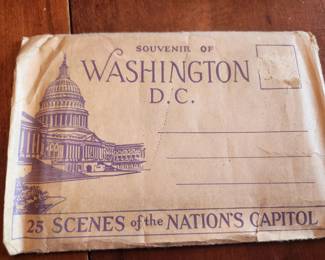 SOUVENIR OF
WASHINGTON
D.C.
25 SCENES of the NATION'S CAPITOL